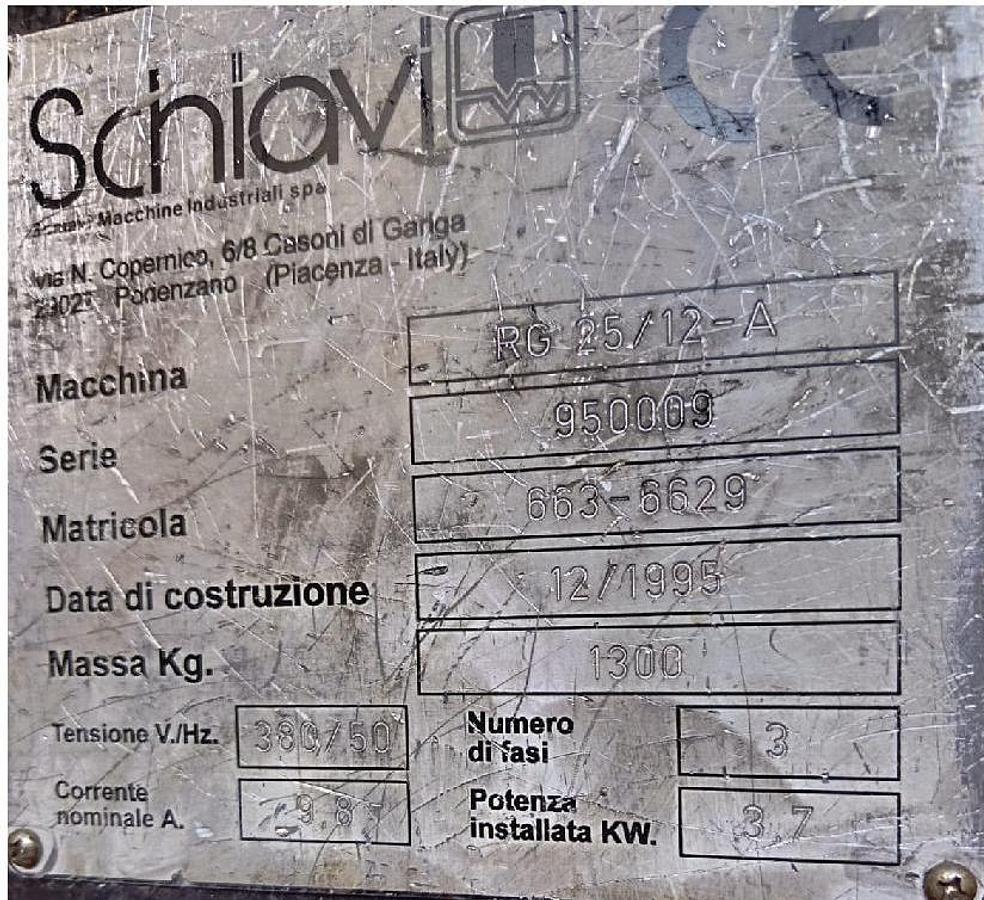 Schiavi
CE
Schiavi Macchine Industriali spa
Via N. Copernico, 6/8 Casoni di Gariga
Podenzano (Piacenza - Italy)
Macchina RG 25/12-A
Serie 950009
Matricola 663-6629
Data di costruzione 12/1995
Massa Kg. 1300
Tensione V./Hz. 380/50 Numero
di fasi 3
Corrente
nominale A. 9.8 Potenza
installata KW. 3.7